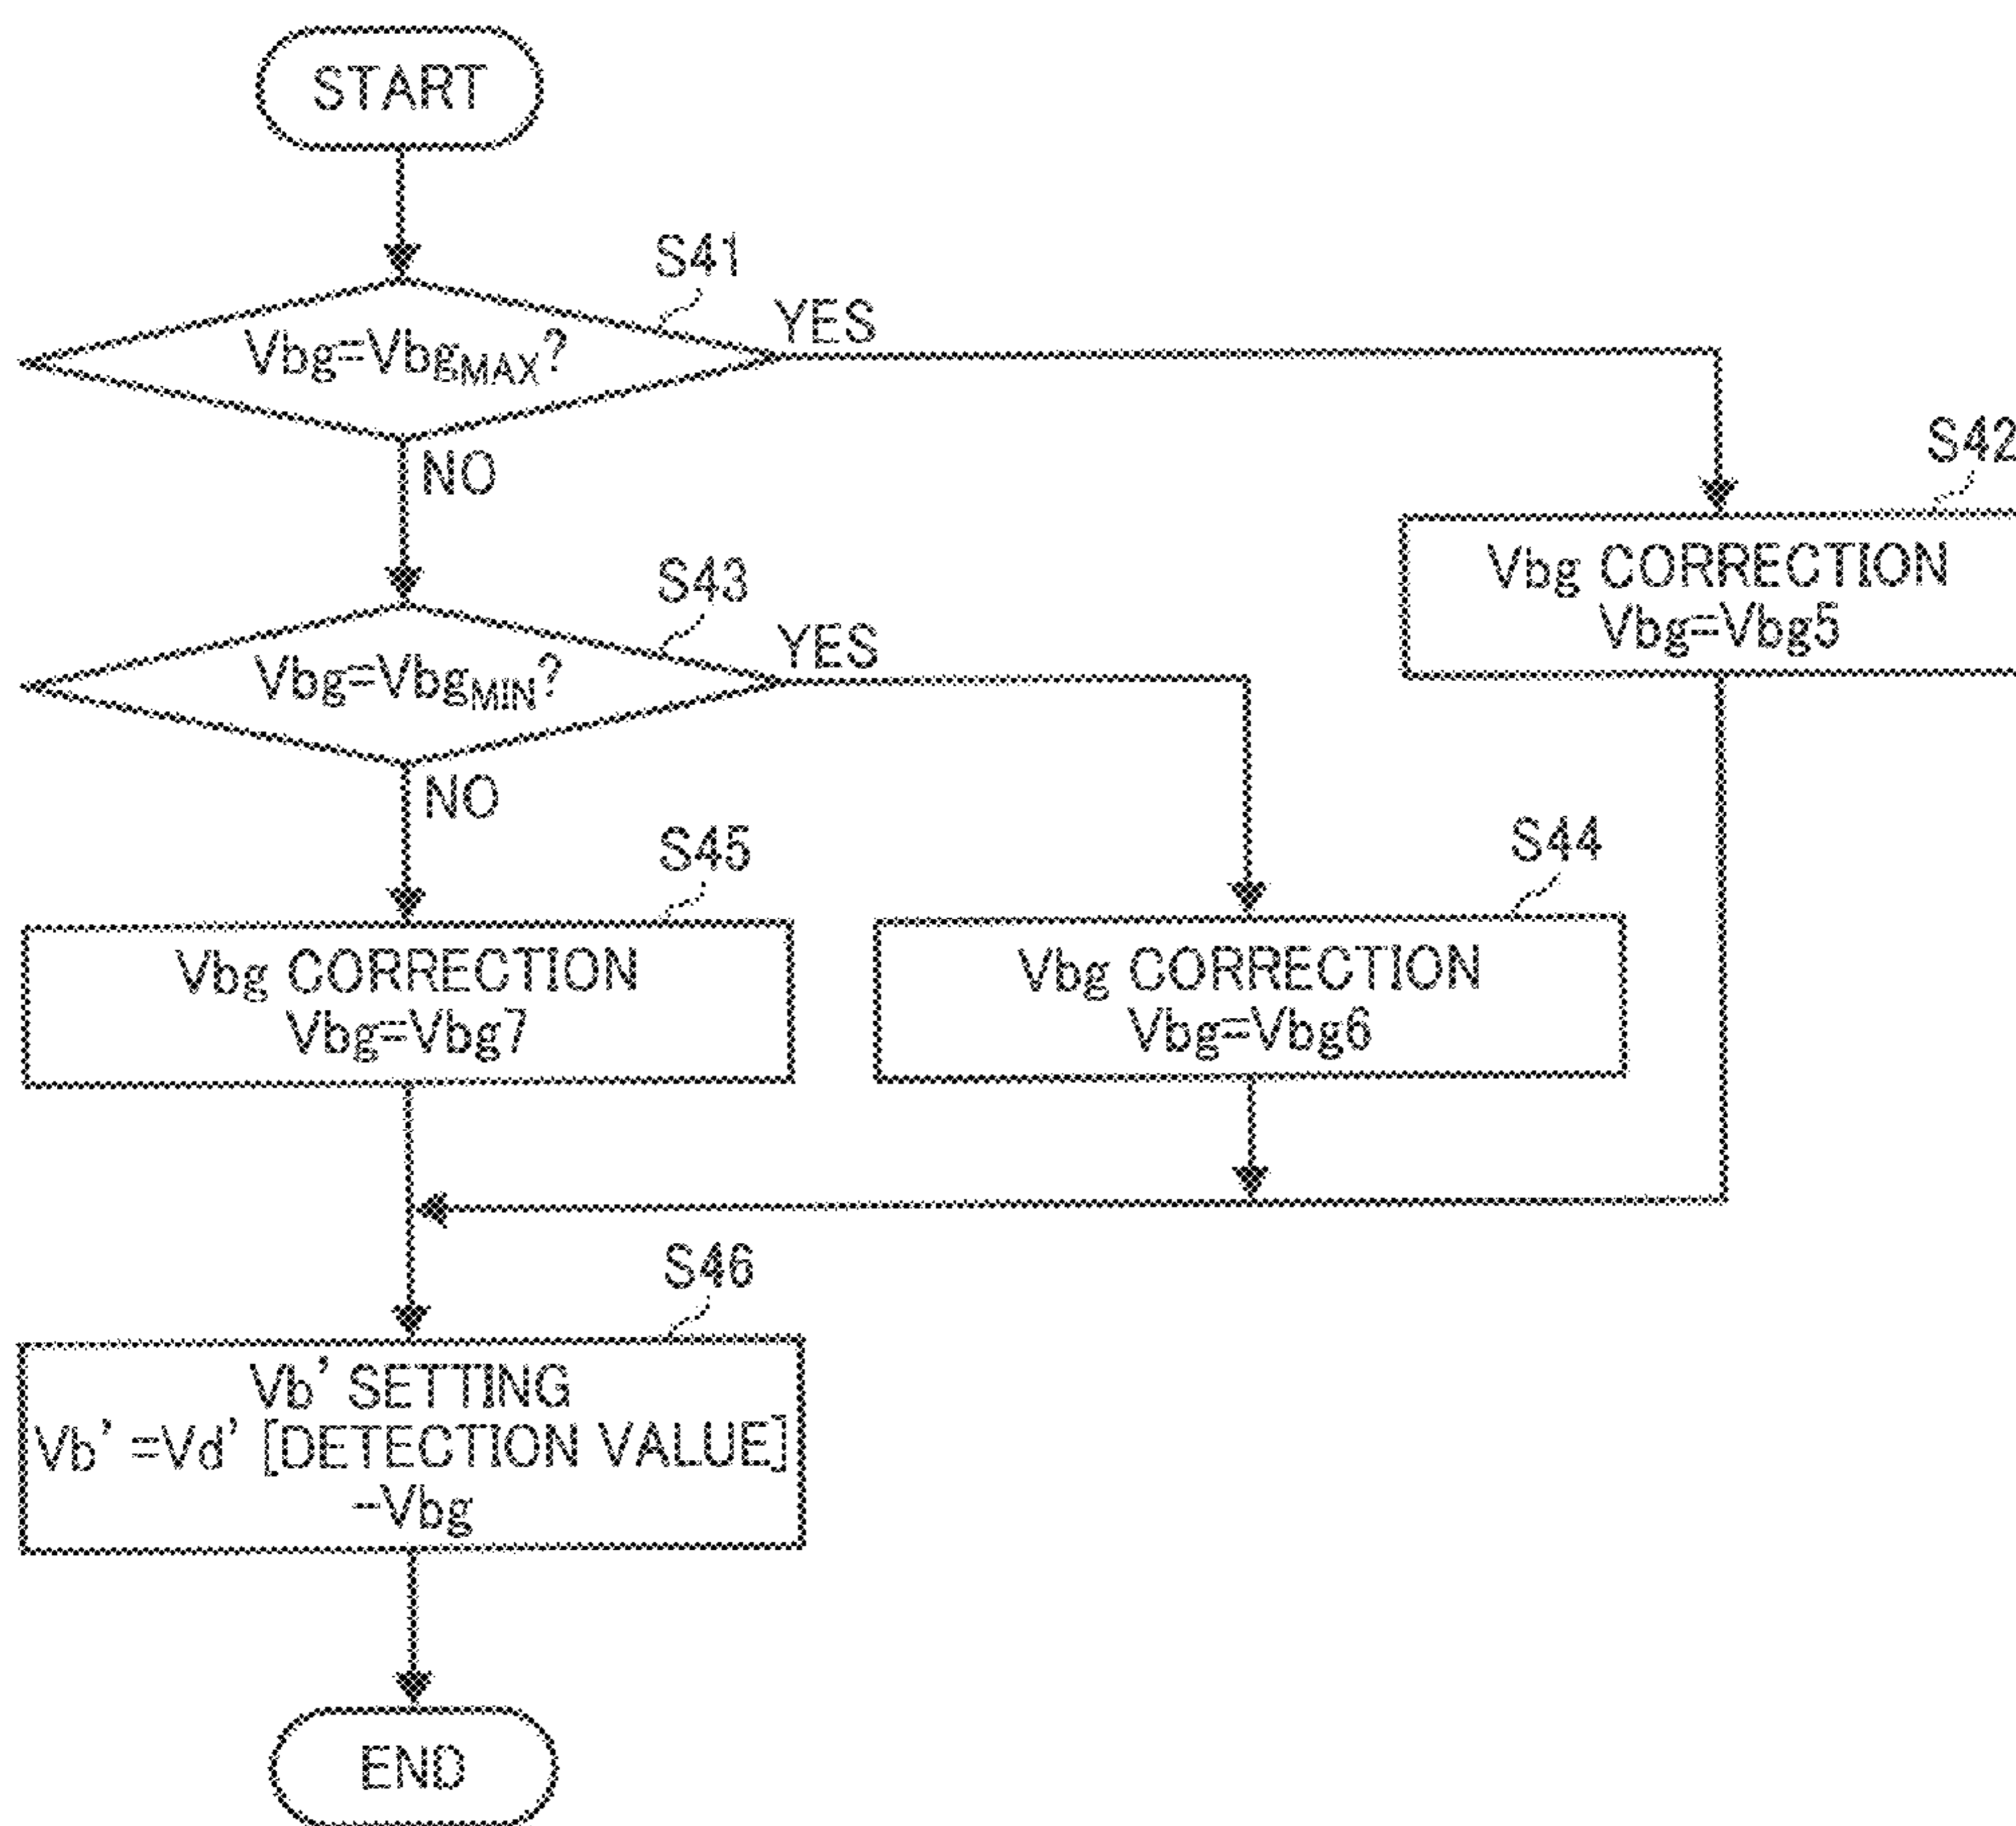 START
S41
Vbg=VbgMAX?
YES
NO
S42
Vbg CORRECTION
Vbg=Vbg5
S43
Vbg=VbgMIN?
YES
NO
S45
Vbg CORRECTION
Vbg=Vbg7
S44
Vbg CORRECTION
Vbg=Vbg6
S46
Vb' SETTING
Vb' =Vd' [DETECTION VALUE]
-Vbg
END